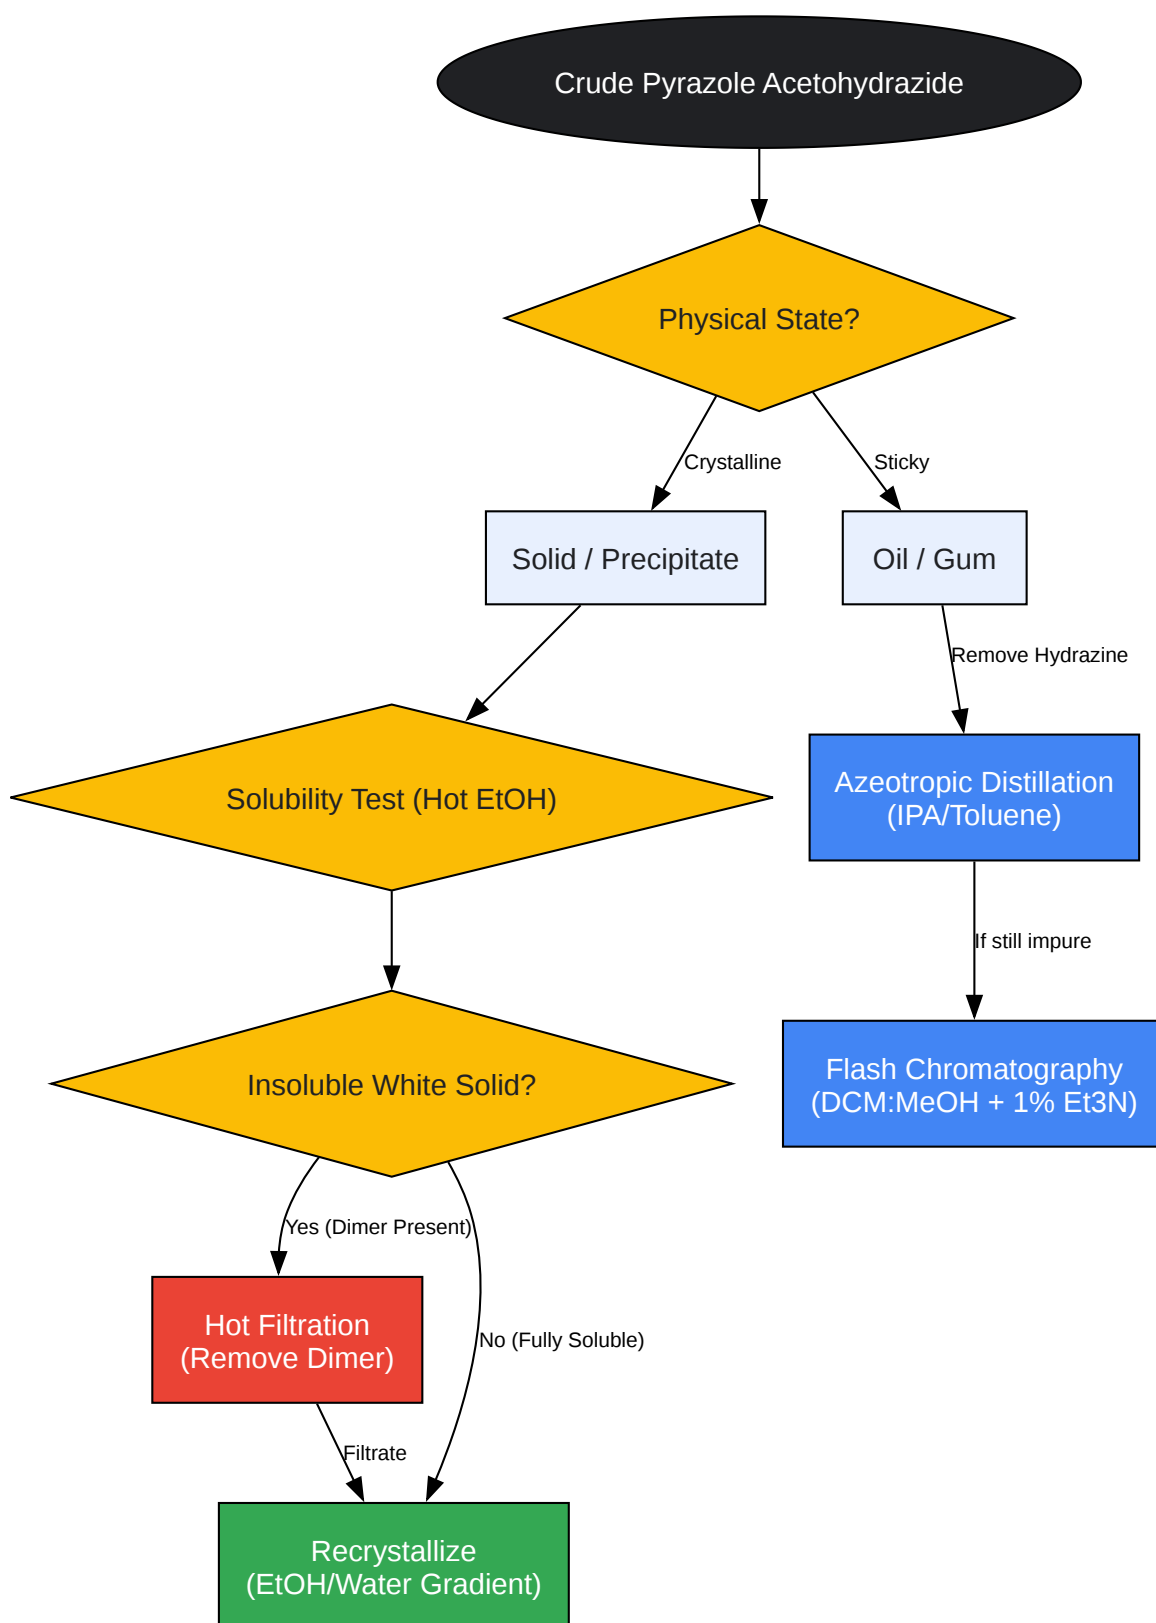 Crude Pyrazole Acetohydrazide
Physical State?
Crystalline
Sticky
Solid / Precipitate
Oil / Gum
Remove Hydrazine
Solubility Test (Hot EtOH)
Azeotropic Distillation
(IPA/Toluene)
If still impure
Insoluble White Solid?
Flash Chromatography
(DCM:MeOH + 1% Et3N)
Yes (Dimer Present)
Hot Filtration
(Remove Dimer)
No (Fully Soluble)
Filtrate
Recrystallize
(EtOH/Water Gradient)